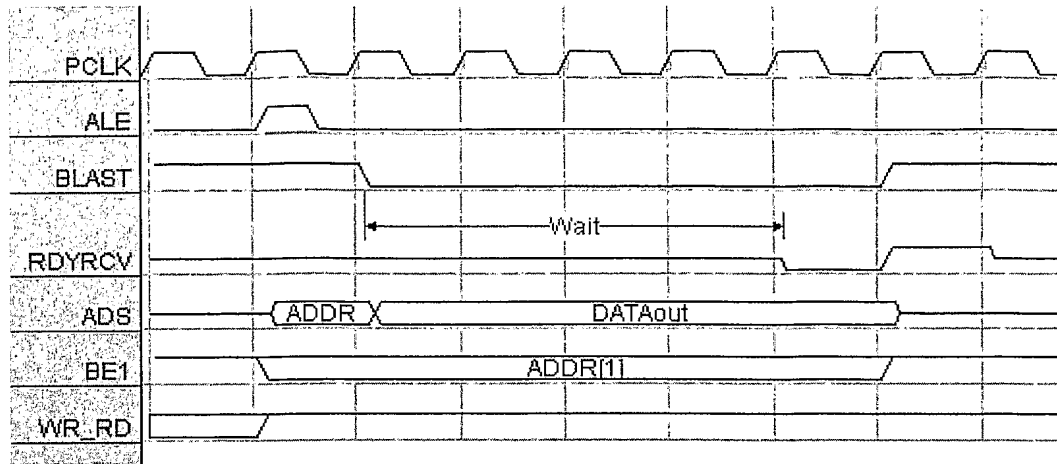 PCLK
ALE
BLAST
Wait
RDYRCV
ADS ADDR DATAout
BE1 ADDR[1]
WR_RD